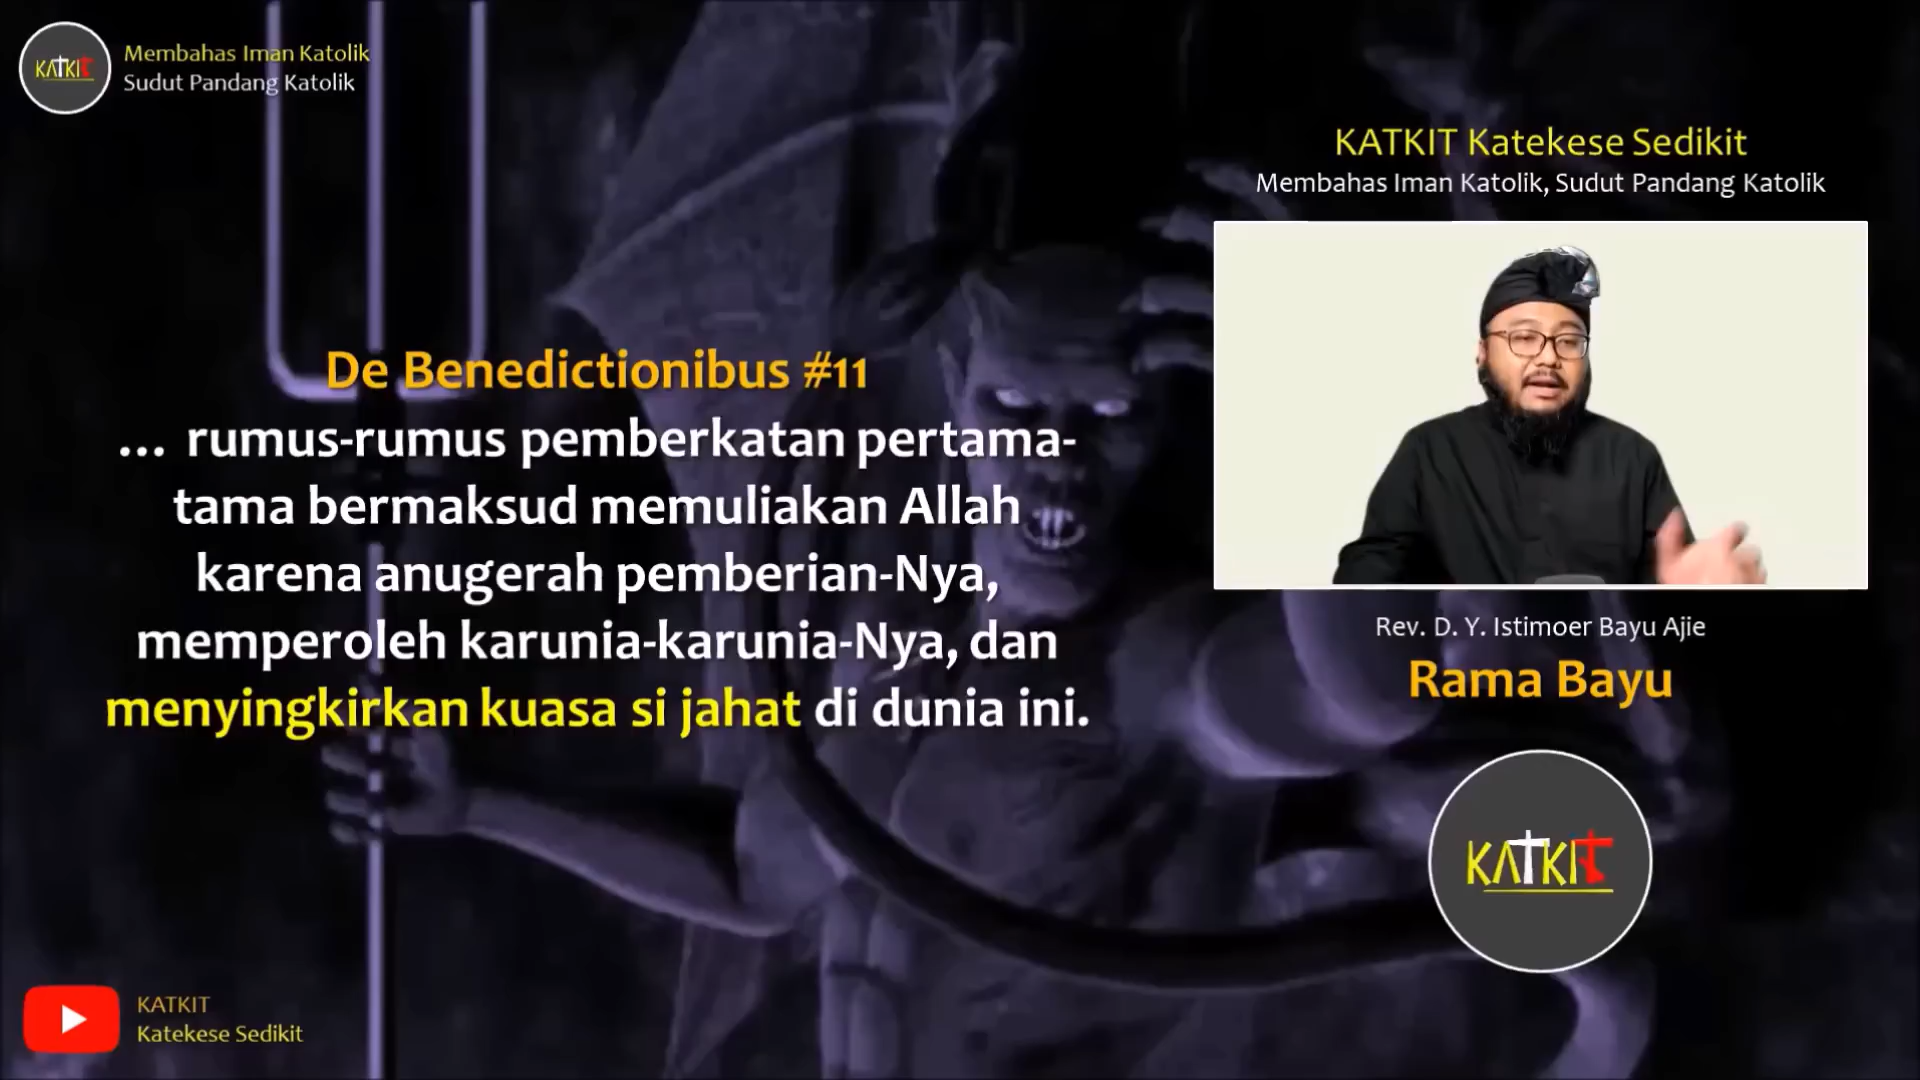 KATKIT
Membahas Iman Katolik
Sudut Pandang Katolik
De Benedictionibus #11
... rumus-rumus pemberkatan pertama-
tama bermaksud memuliakan Allah
karena anugerah pemberian-Nya,
memperoleh karunia-karunia-Nya, dan
menyingkirkan kuasa si jahat di dunia ini.
KATKIT Katekese Sedikit
Membahas Iman Katolik, Sudut Pandang Katolik
Rev. D. Y. Istimoer Bayu Ajie
Rama Bayu
KATKIT
KATKIT
Katekese Sedikit